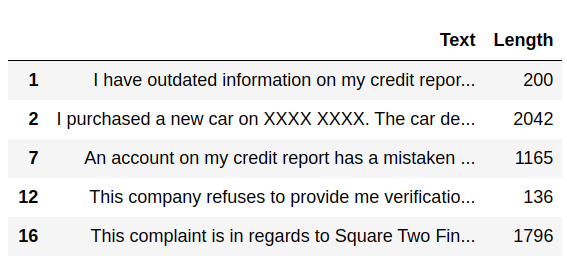 Text Length
1 I have outdated information on my credit repor... 200
2 I purchased a new car on XXXX XXXX. The car de... 2042
7 An account on my credit report has a mistaken ... 1165
12 This company refuses to provide me verificatio... 136
16 This complaint is in regards to Square Two Fin... 1796